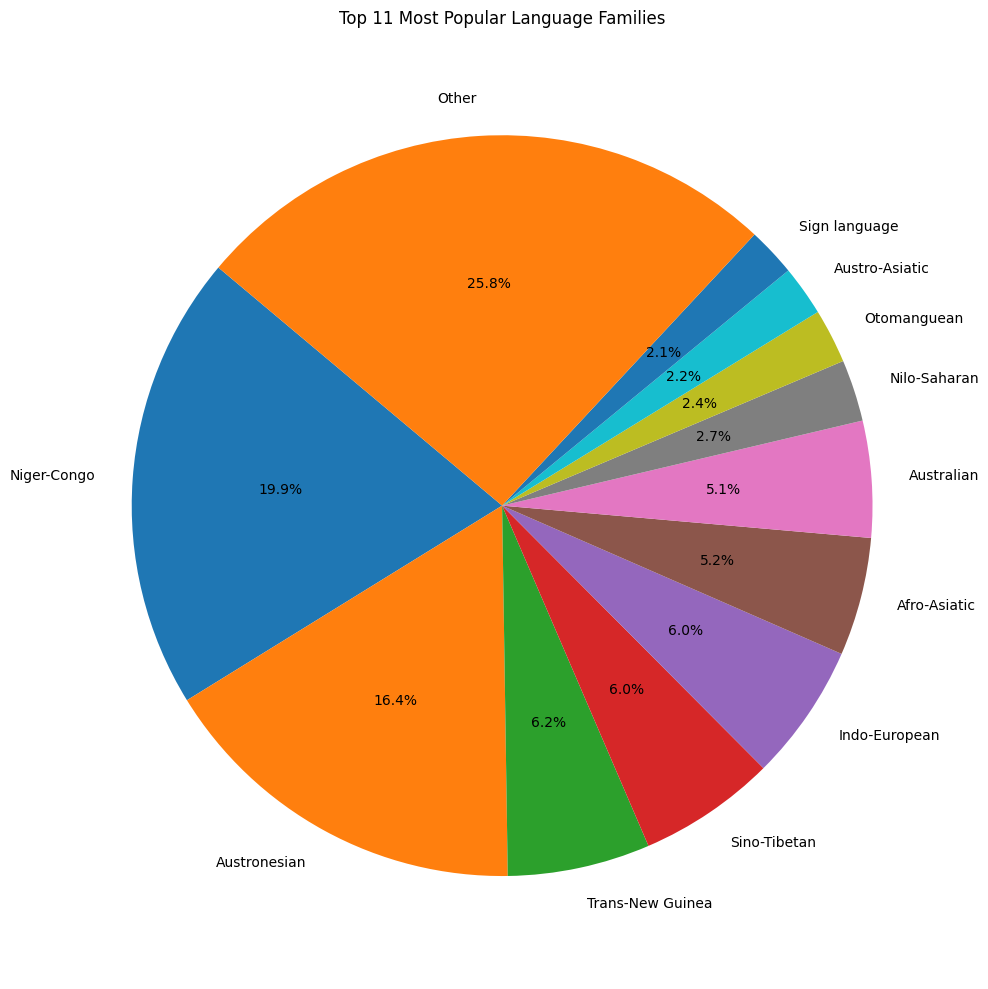 Top 11 Most Popular Language Families
Other
Sign language
Austro-Asiatic
Otomanguean
Nilo-Saharan
Australian
Afro-Asiatic
Indo-European
Sino-Tibetan
Trans-New Guinea
Austronesian
Niger-Congo
25.8%
2.1%
2.2%
2.4%
2.7%
5.1%
5.2%
6.0%
6.0%
6.2%
16.4%
19.9%